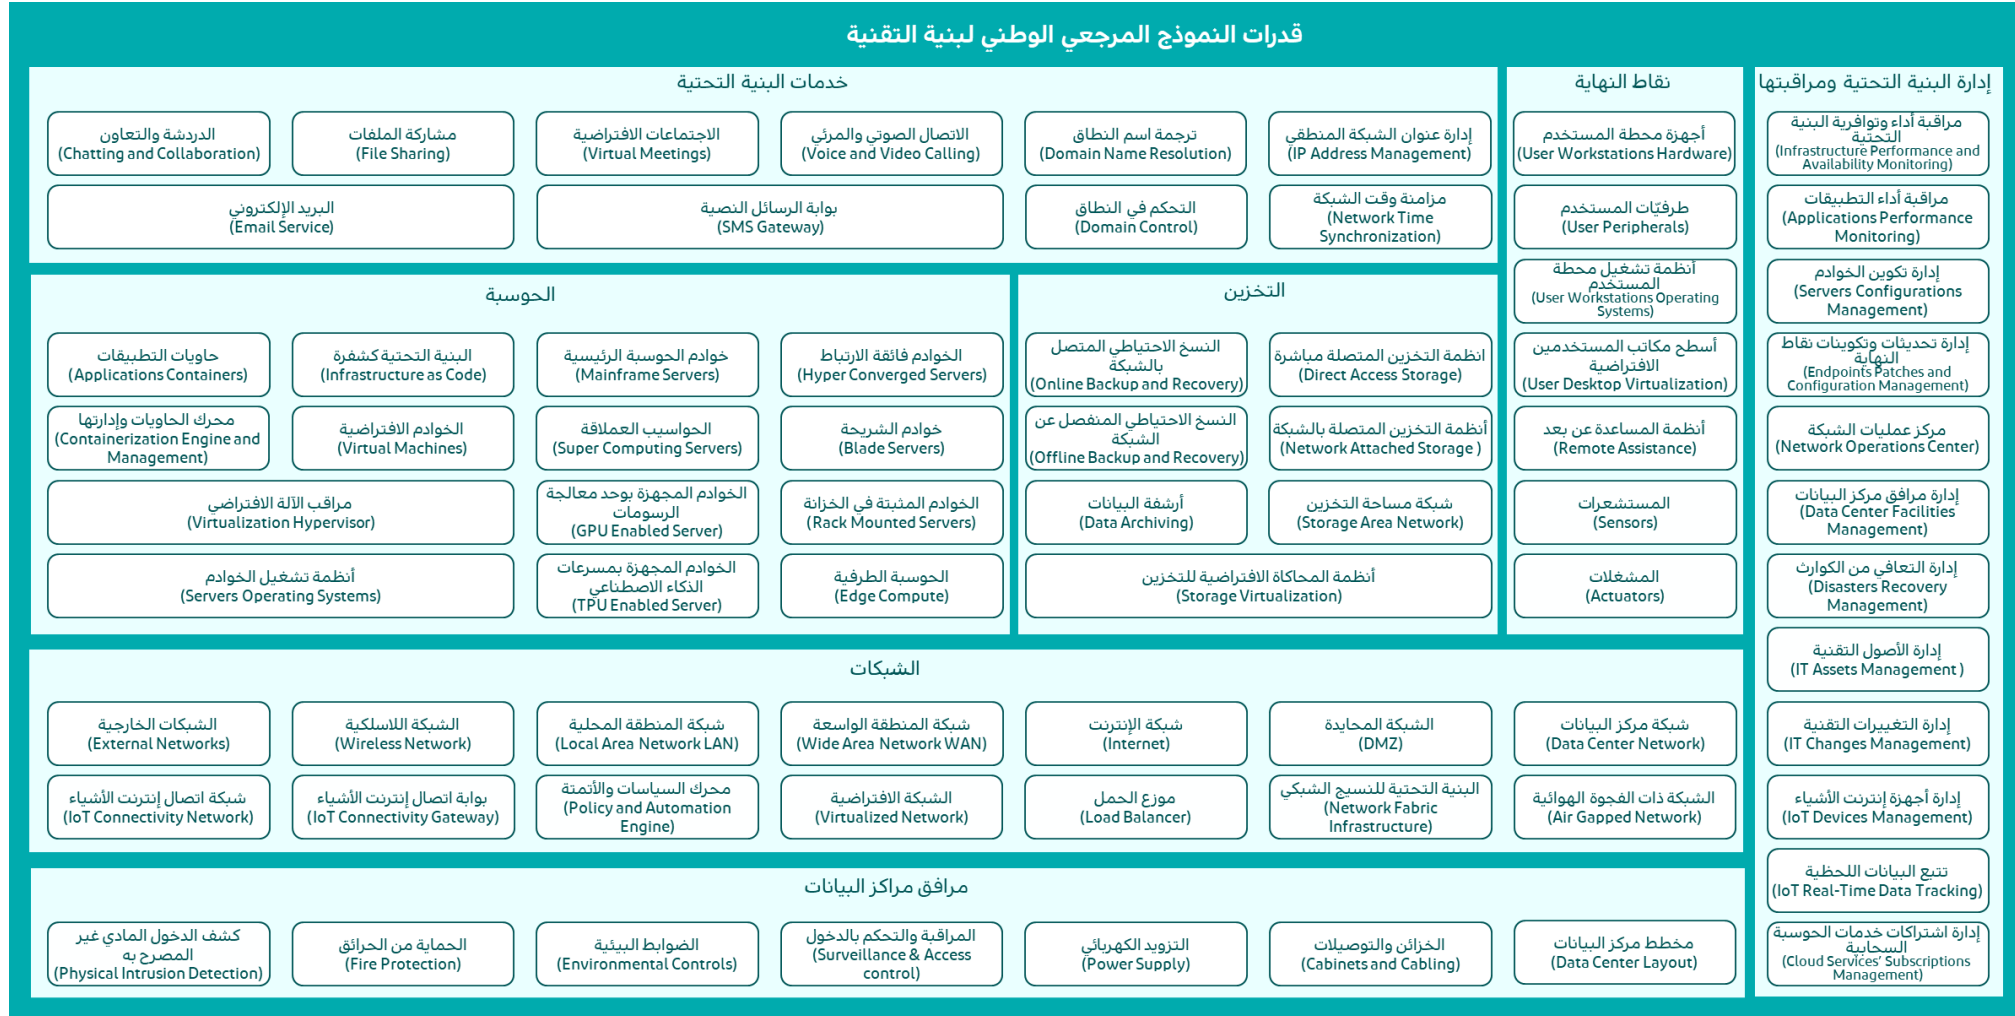 قدرات النموذج المرجعي الوطني لبنية التقنية
إدارة البنية التحتية ومراقبتها
مراقبة أداء وتوافرية البنية
التحتية
(Infrastructure Performance and
Availability Monitoring)
مراقبة أداء التطبيقات
(Applications Performance
Monitoring)
إدارة تكوين الخوادم
(Servers Configurations
Management)
إدارة تحديثات وتكوينات نقاط
النهاية
(Endpoints Patches and
Configuration Management)
مركز عمليات الشبكة
(Network Operations Center)
إدارة مرافق مركز البيانات
(Data Center Facilities
Management)
إدارة التعافي من الكوارث
(Disasters Recovery
Management)
إدارة الأصول التقنية
(IT Assets Management )
إدارة التغييرات التقنية
(IT Changes Management)
إدارة أجهزة إنترنت الأشياء
(IoT Devices Management)
تتبع البيانات اللحظية
(IoT Real-Time Data Tracking)
إدارة اشتراكات خدمات الحوسبة
السحابية
(Cloud Services’ Subscriptions
Management)
نقاط النهاية
أجهزة محطة المستخدم
(User Workstations Hardware)
طرفيّات المستخدم
(User Peripherals)
أنظمة تشغيل محطة
المستخدم
(User Workstations Operating
Systems)
أسطح مكاتب المستخدمين
الافتراضية
(User Desktop Virtualization)
أنظمة المساعدة عن بعد
(Remote Assistance)
المستشعرات
(Sensors)
المشغلات
(Actuators)
خدمات البنية التحتية
إدارة عنوان الشبكة المنطقي
(IP Address Management)
ترجمة اسم النطاق
(Domain Name Resolution)
الاتصال الصوتي والمرئي
(Voice and Video Calling)
الاجتماعات الافتراضية
(Virtual Meetings)
مشاركة الملفات
(File Sharing)
الدردشة والتعاون
(Chatting and Collaboration)
مزامنة وقت الشبكة
(Network Time
Synchronization)
التحكم في النطاق
(Domain Control)
بوابة الرسائل النصية
(SMS Gateway)
البريد الإلكتروني
(Email Service)
التخزين
انظمة التخزين المتصلة مباشرة
(Direct Access Storage)
النسخ الاحتياطي المتصل
بالشبكة
(Online Backup and Recovery)
أنظمة التخزين المتصلة بالشبكة
(Network Attached Storage )
النسخ الاحتياطي المنفصل عن
الشبكة
(Offline Backup and Recovery)
شبكة مساحة التخزين
(Storage Area Network)
أرشفة البيانات
(Data Archiving)
أنظمة المحاكاة الافتراضية للتخزين
(Storage Virtualization)
الحوسبة
الخوادم فائقة الارتباط
(Hyper Converged Servers)
خوادم الحوسبة الرئيسية
(Mainframe Servers)
البنية التحتية كشفرة
(Infrastructure as Code)
حاويات التطبيقات
(Applications Containers)
خوادم الشريحة
(Blade Servers)
الحواسيب العملاقة
(Super Computing Servers)
الخوادم الافتراضية
(Virtual Machines)
محرك الحاويات وإدارتها
(Containerization Engine and
Management)
الخوادم المثبتة في الخزانة
(Rack Mounted Servers)
الخوادم المجهزة بوحد معالجة
الرسومات
(GPU Enabled Server)
مراقب الآلة الافتراضي
(Virtualization Hypervisor)
الحوسبة الطرفية
(Edge Compute)
الخوادم المجهزة بمسرعات
الذكاء الاصطناعي
(TPU Enabled Server)
أنظمة تشغيل الخوادم
(Servers Operating Systems)
الشبكات
شبكة مركز البيانات
(Data Center Network)
الشبكة المحايدة
(DMZ)
شبكة الإنترنت
(Internet)
شبكة المنطقة الواسعة
(Wide Area Network WAN)
شبكة المنطقة المحلية
(Local Area Network LAN)
الشبكة اللاسلكية
(Wireless Network)
الشبكات الخارجية
(External Networks)
الشبكة ذات الفجوة الهوائية
(Air Gapped Network)
البنية التحتية للنسيج الشبكي
(Network Fabric
Infrastructure)
موزع الحمل
(Load Balancer)
الشبكة الافتراضية
(Virtualized Network)
محرك السياسات والأتمتة
(Policy and Automation
Engine)
بوابة اتصال إنترنت الأشياء
(IoT Connectivity Gateway)
شبكة اتصال إنترنت الأشياء
(IoT Connectivity Network)
مرافق مراكز البيانات
مخطط مركز البيانات
(Data Center Layout)
الخزائن والتوصيلات
(Cabinets and Cabling)
التزويد الكهربائي
(Power Supply)
المراقبة والتحكم بالدخول
(Surveillance & Access
control)
الضوابط البيئية
(Environmental Controls)
الحماية من الحرائق
(Fire Protection)
كشف الدخول المادي غير
المصرح به
(Physical Intrusion Detection)